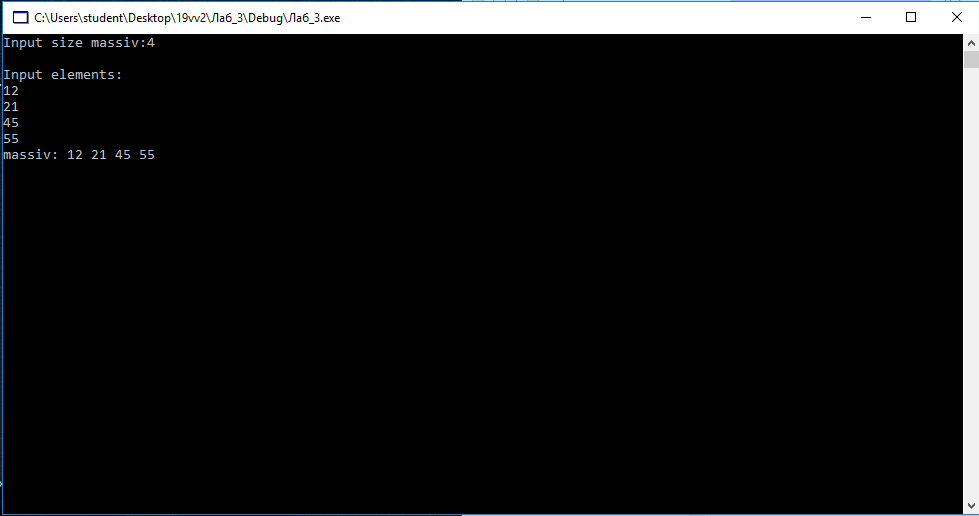 C:\Users\student\Desktop\19vv2\Лаб_3\Debug\Лаб_3.exe
Input size massiv:4
Input elements:
12
21
45
55
massiv: 12 21 45 55